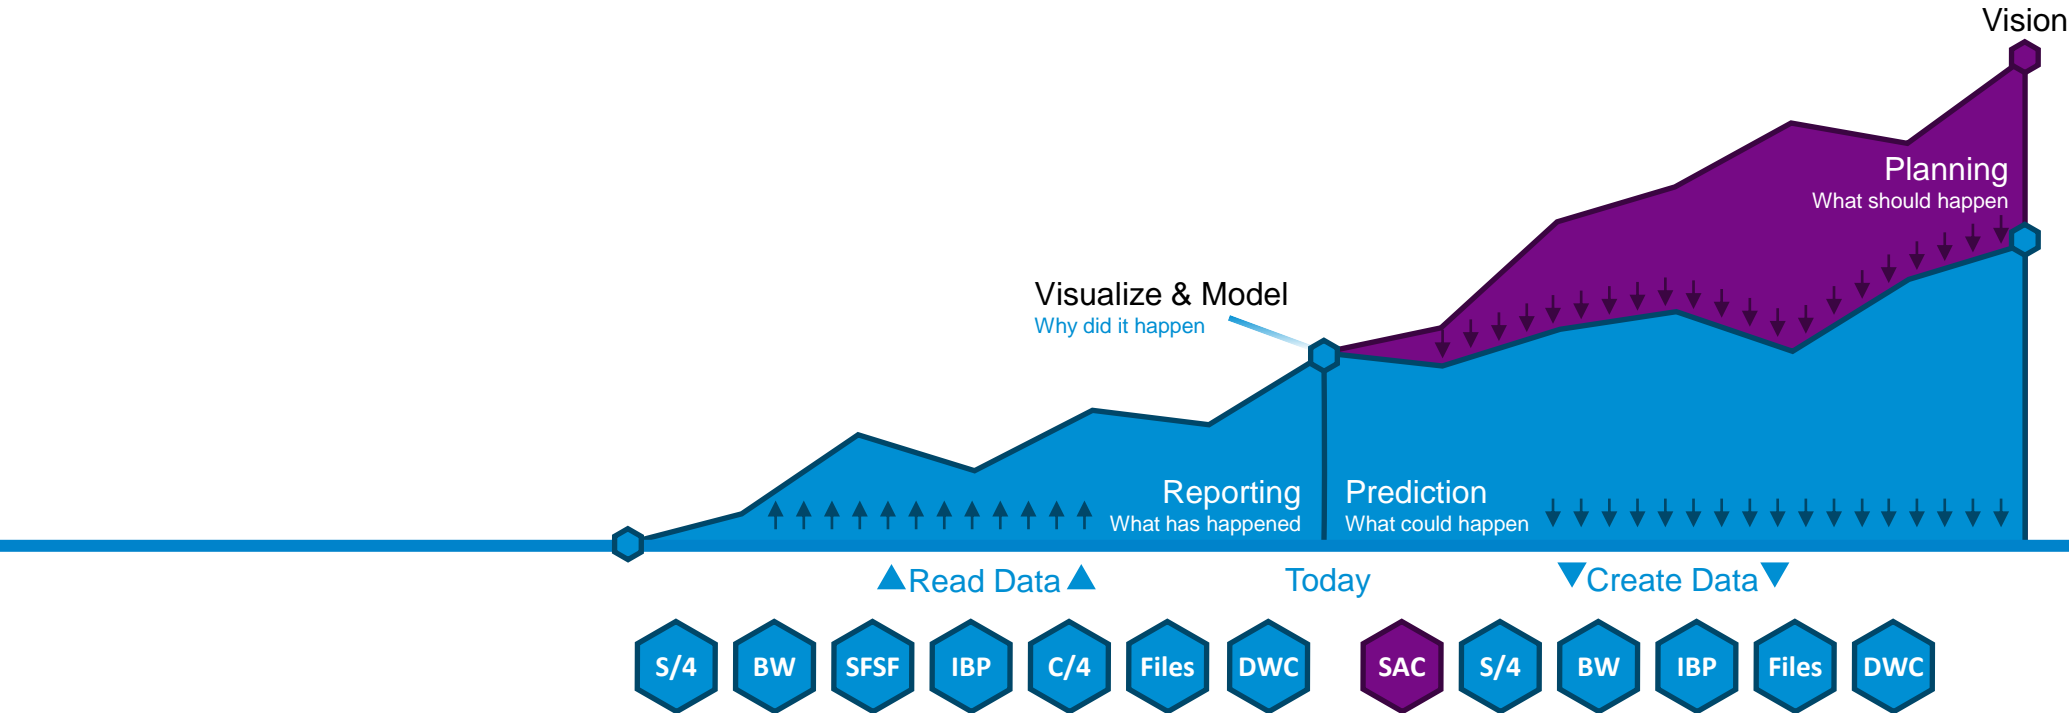 Vision
Planning
What should happen
Visualize & Model
Why did it happen
Reporting
What has happened
Prediction
What could happen
Read Data
Today
Create Data
S/4
BW
SFSF
IBP
C/4
Files
DWC
SAC
S/4
BW
IBP
Files
DWC